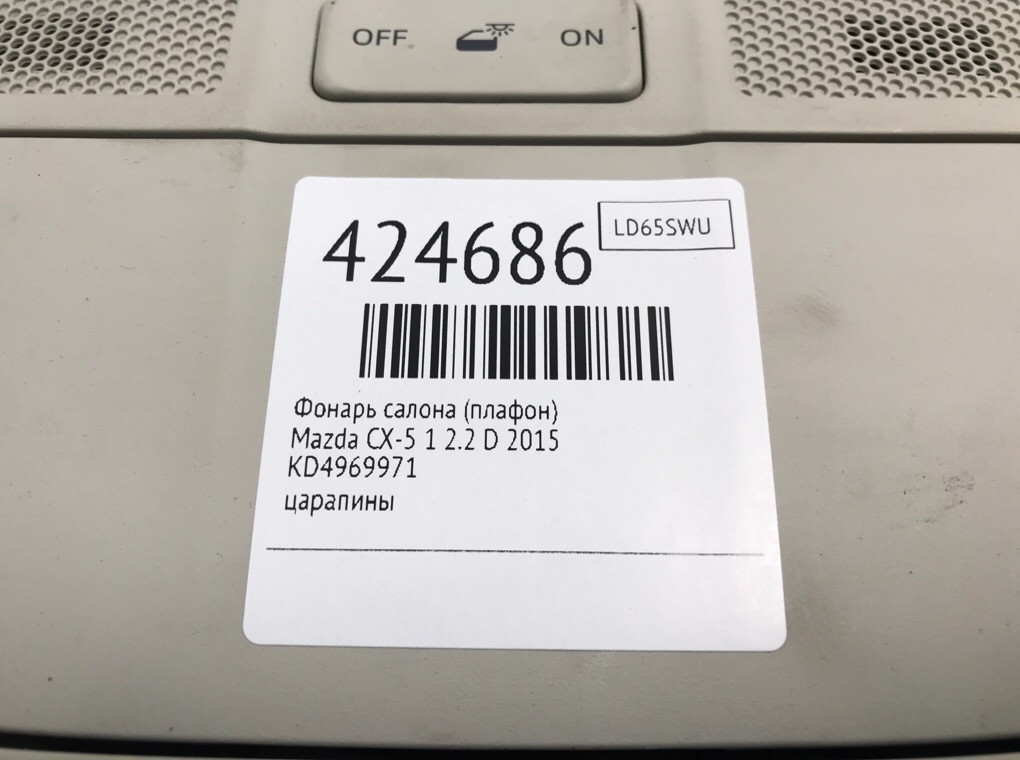 OFF ON
424686
LD65SWU
Фонарь салона (плафон)
Mazda CX-5 1 2.2 D 2015
KD4969971
царапины